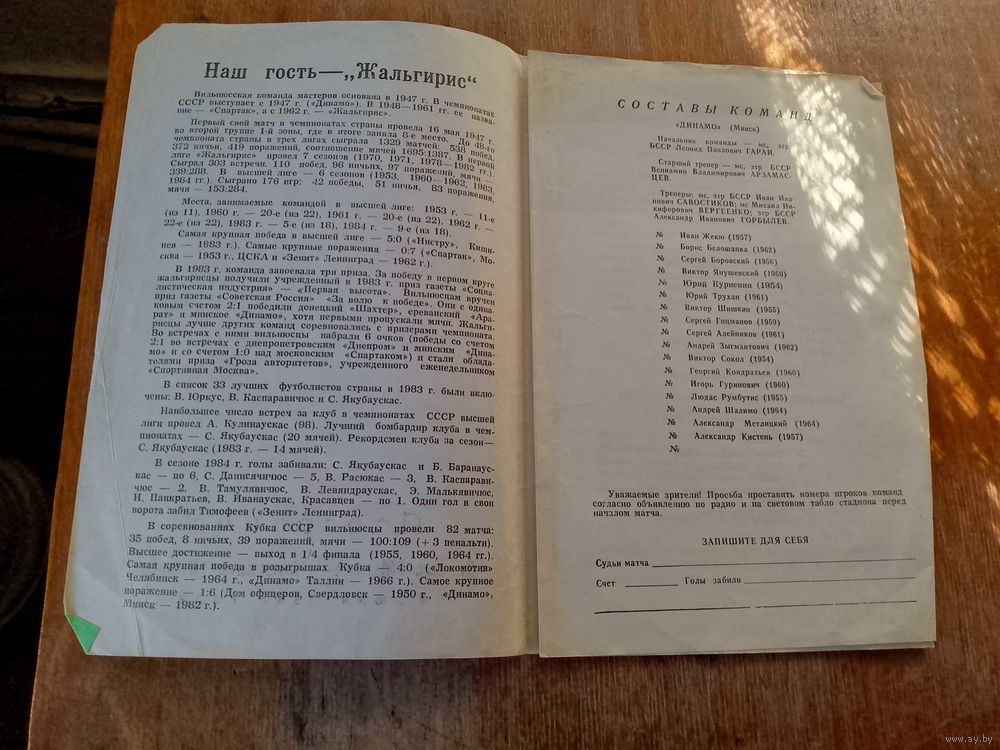 Наш гость—„Жальгирис“
Вильнюсская команда мастеров основана в 1947 г. В чемпионатах
СССР выступает с 1947 г. («Динамо»). В 1948—1961 гг. ее назва-
ние — «Спартак», а с 1962 г. — «Жальгирис».
Первый свой матч в чемпионатах страны провела 16 мая 1947 г.
во второй группе 1-й зоны, где в итоге заняла 8-е место. До 48-го
чемпионата страны в трех лигах сыграла 1329 матчей: 538 побед,
372 ничьи, 419 поражений, соотношение мячей 1695:1387. В первой
лиге «Жальгирис» провел 7 сезонов (1970, 1971, 1978—1982 гг.).
Сыграл 303 встречи. 110 побед, 96 ничьих, 97 поражений, мячи —
339:288. В высшей лиге — 6 сезонов (1953, 1960—1962, 1983,
1984 гг.). Сыграно 176 игр: 42 победы, 51 ничья, 83 поражения,
мячи — 153:284.
Места, занимаемые командой в высшей лиге: 1953 г. — 11-е
(из 11), 1960 г. — 20-е (из 22), 1961 г. — 20-е (из 22), 1962 г. —
22-е (из 22), 1983 г. — 5-е (из 18), 1984 г. — 9-е (из 18).
Самая крупная победа в высшей лиге — 5:0 («Нистру», Киши-
нев — 1983 г.). Самые крупные поражения — 0:7 («Спартак», Мо-
сква — 1953 г., ЦСКА и «Зенит» Ленинград — 1962 г.).
В 1983 г. команда завоевала три приза. За победу в первом круге
жальгирисцы получили учрежденный в 1983 г. приз газеты «Социа-
листическая индустрия» — «Первая высота». Вильнюсцам вручен
приз газеты «Советская Россия» «За волю к победе». Они с одина-
ковым счетом 2:1 победили донецкий «Шахтер», ереванский «Ара-
рат» и минское «Динамо», хотя первыми пропускали мячи. Жальги-
рисцы лучше других команд соревновались с призерами чемпионата.
Во встречах с ними вильнюсцы набрали 6 очков (победы со счетом
2:1 во встречах с днепропетровским «Днепром» и минским «Дина-
мо» и со счетом 1:0 над московским «Спартаком») и стали облада-
телями приза «Гроза авторитетов», учрежденного еженедельником
«Спортивная Москва».
В список 33 лучших футболистов страны в 1983 г. были вклю-
чены: В. Юркус, В. Каспаравичюс и С. Якубаускас.
Наибольшее число встреч за клуб в чемпионатах СССР высшей
лиги провел А. Кулинаускас (98). Лучший бомбардир клуба в чем-
пионатах — С. Якубаускас (20 мячей). Рекордсмен клуба за сезон—
С. Якубаускас (1983 г. — 14 мячей).
В сезоне 1984 г. голы забивали: С. Якубаускас и Б. Баранаус-
кас — по 6, С. Данисявичюс — 5, В. Расюкас — 3, В. Каспарави-
чюс — 2, В. Тамулявичюс, В. Левяндраускас, Э. Малькявичюс,
И. Панкратьев, В. Иванаускас, Красавцев — по 1. Один гол в свои
ворота забил Тимофеев («Зенит» Ленинград).
В соревнованиях Кубка СССР вильнюсцы провели 82 матча:
35 побед, 8 ничьих, 39 поражений, мячи — 100:109 (+ 3 пенальти).
Высшее достижение — выход в 1/4 финала (1955, 1960, 1964 гг.).
Самая крупная победа в розыгрышах Кубка — 4:0 («Локомотив»
Челябинск — 1964 г., «Динамо» Таллин — 1966 г.). Самое крупное
поражение — 1:6 (Дом офицеров, Свердловск — 1950 г., «Динамо»,
Минск — 1982 г.).
СОСТАВЫ КОМАНД
«ДИНАМО» (Минск)
Начальник команды — мс, зтр
БССР Леонид Павлович ГАРАЙ.
Старший тренер — мс, зтр БССР
Вениамин Владимирович АРЗАМАС-
ЦЕВ.
Тренеры: мс, зтр БССР Иван Ива-
нович САВОСТИКОВ; мс Михаил Ни-
кифорович ВЕРГЕЕНКО; зтр БССР
Александр Иванович ГОРБЫЛЕВ.
№ Иван Жекю (1957)
№ Борис Белошапка (1962)
№ Сергей Боровский (1956)
№ Виктор Янушевский (1960)
№ Юрий Курненин (1954)
№ Юрий Трухан (1961)
№ Виктор Шишкин (1955)
№ Сергей Гоцманов (1959)
№ Сергей Алейников (1961)
№ Андрей Зыгмантович (1962)
№ Виктор Сокол (1954)
№ Георгий Кондратьев (1960)
№ Игорь Гуринович (1960)
№ Людас Румбутис (1955)
№ Андрей Шалимо (1964)
№ Александр Метлицкий (1964)
№ Александр Кистень (1957)
№
Уважаемые зрители! Просьба проставить номера игроков команд
согласно объявлению по радио и на световом табло стадиона перед
началом матча.
ЗАПИШИТЕ ДЛЯ СЕБЯ
Судьи матча
Счет Голы забили
www.ay.by